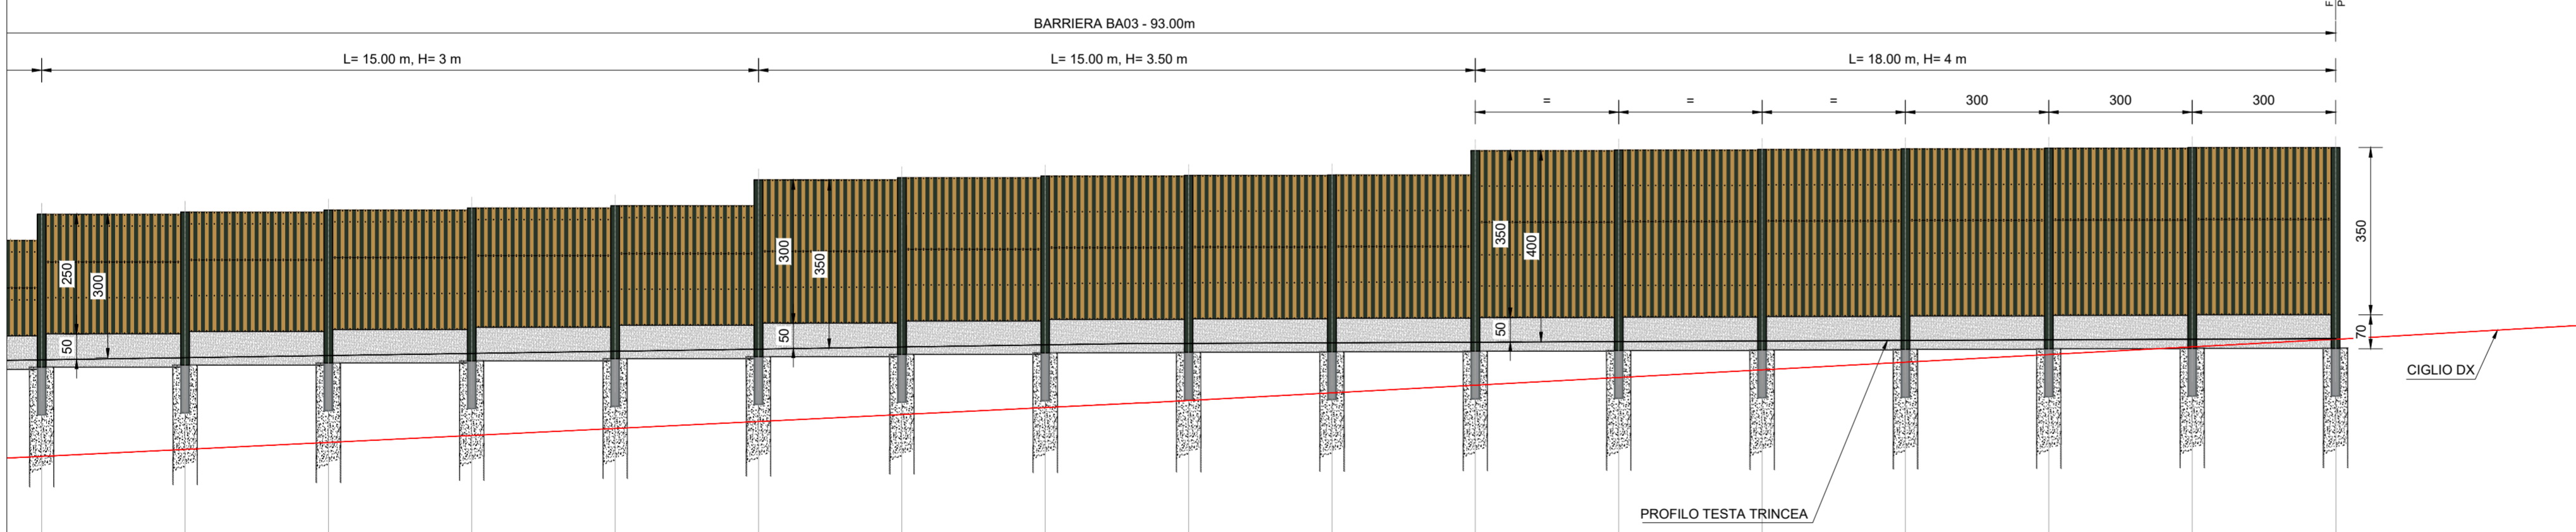 F
P
BARRIERA BA03 - 93.00m
L= 15.00 m, H= 3 m
L= 15.00 m, H= 3.50 m
L= 18.00 m, H= 4 m
=
=
=
300
300
300
250
300
50
300
350
50
350
400
50
350
70
CIGLIO DX
PROFILO TESTA TRINCEA